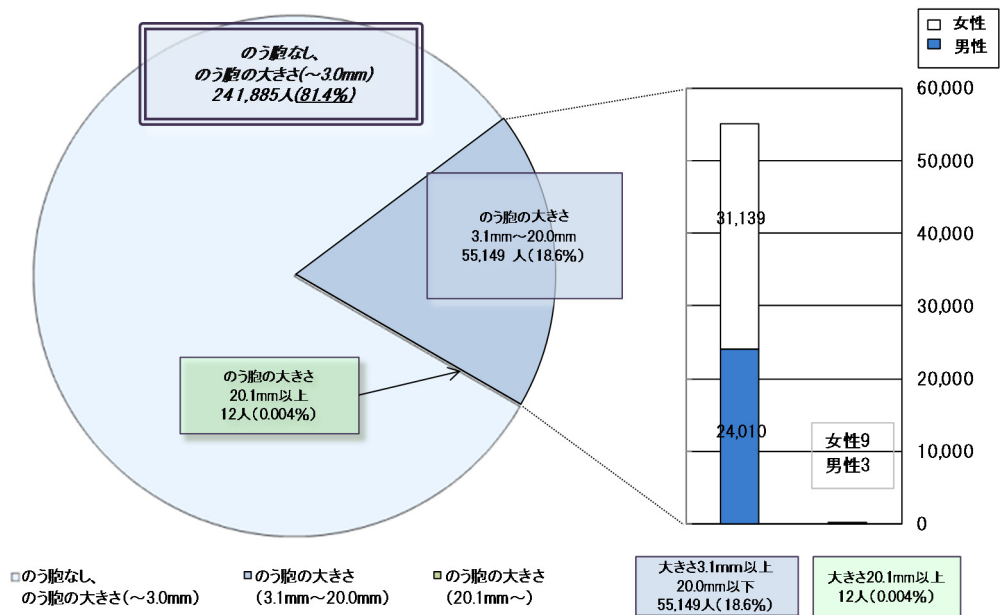 のう胞なし、
のう胞の大きさ(～3.0mm)
241,885人(81.4%)
のう胞の大きさ
3.1mm～20.0mm
55,149 人(18.6%)
のう胞の大きさ
20.1mm以上
12人(0.004%)
女性
男性
60,000
50,000
40,000
30,000
20,000
10,000
0
31,139
24,010
女性9
男性3
のう胞なし、
のう胞の大きさ(～3.0mm)
のう胞の大きさ
(3.1mm～20.0mm)
のう胞の大きさ
(20.1mm～)
大きさ3.1mm以上
20.0mm以下
55,149人(18.6%)
大きさ20.1mm以上
12人(0.004%)